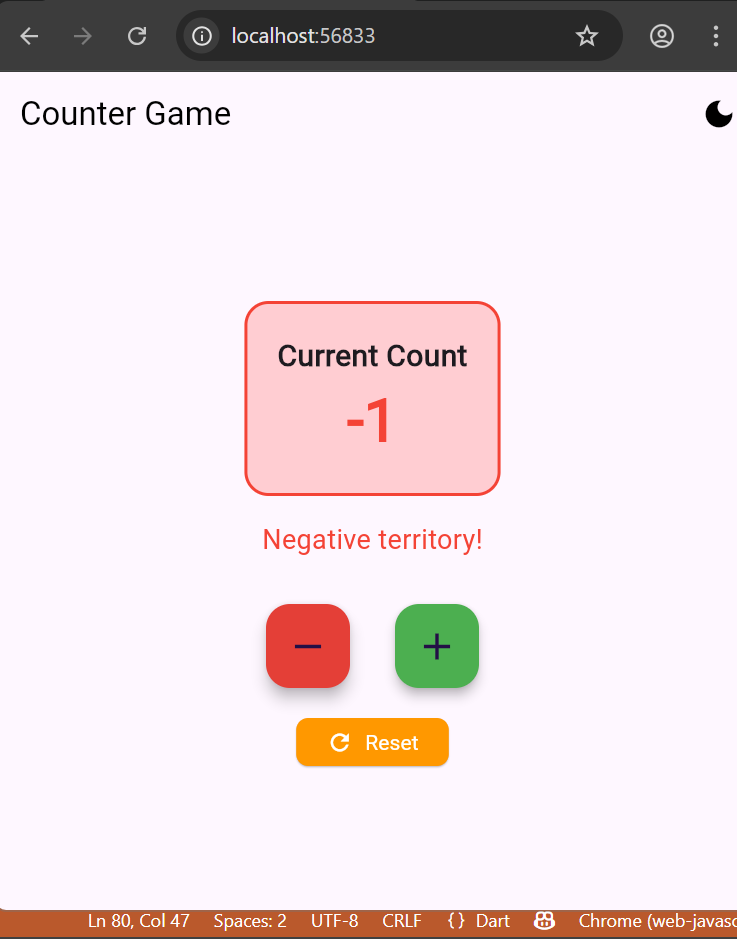 localhost:56833
Counter Game
Current Count
-1
Negative territory!
Reset
Ln 80, Col 47 Spaces: 2 UTF-8 CRLF {} Dart Chrome (web-javasc